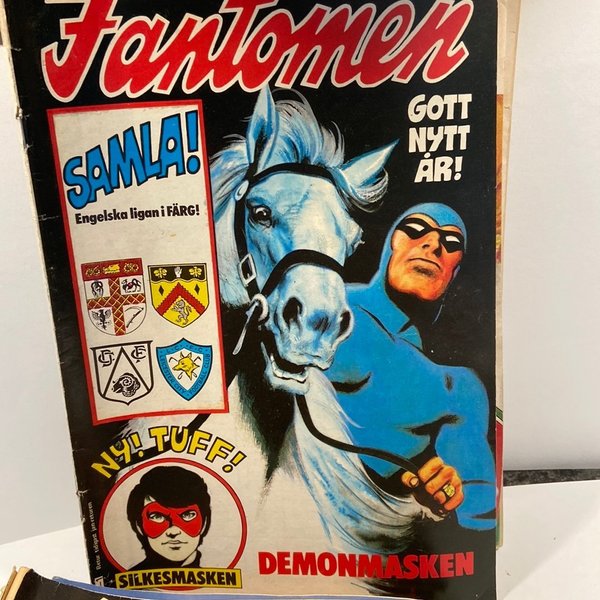 Fantomen
GOTT
NYTT
ÅR!
SAMLA!
Engelska ligan i FÄRG!
NY! TUFF!
SILKESMASKEN
DEMONMASKEN